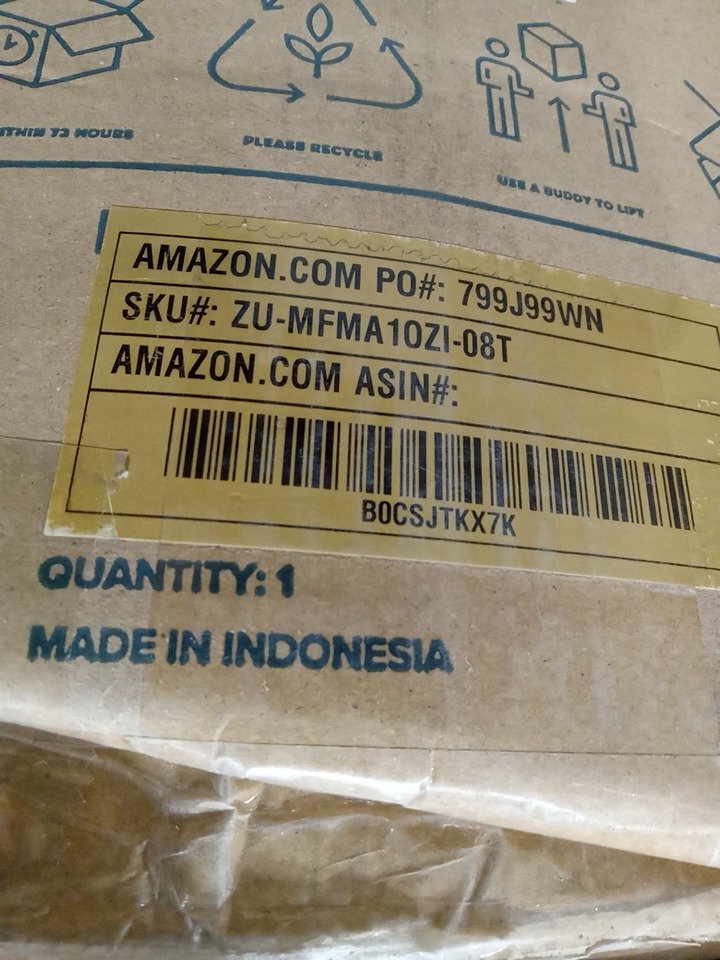 WITHIN 72 HOURS
PLEASE RECYCLE
USE A BUDDY TO LIFT
AMAZON.COM PO#: 799J99WN
SKU#: ZU-MFMA10ZI-08T
AMAZON.COM ASIN#:
B0CSJTKX7K
QUANTITY: 1
MADE IN INDONESIA